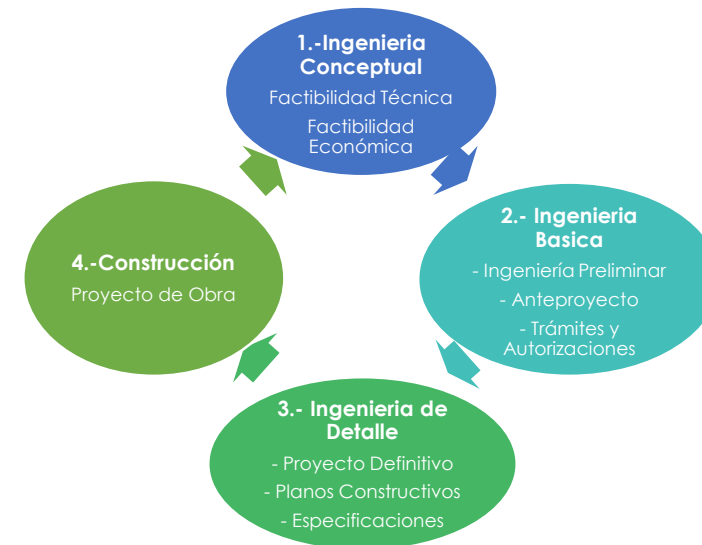 1.-Ingenieria
Conceptual
Factibilidad Técnica
Factibilidad
Económica
2.- Ingenieria
Basica
- Ingeniería Preliminar
- Anteproyecto
- Trámites y
Autorizaciones
3.- Ingenieria de
Detalle
- Proyecto Definitivo
- Planos Constructivos
- Especificaciones
4.-Construcción
Proyecto de Obra